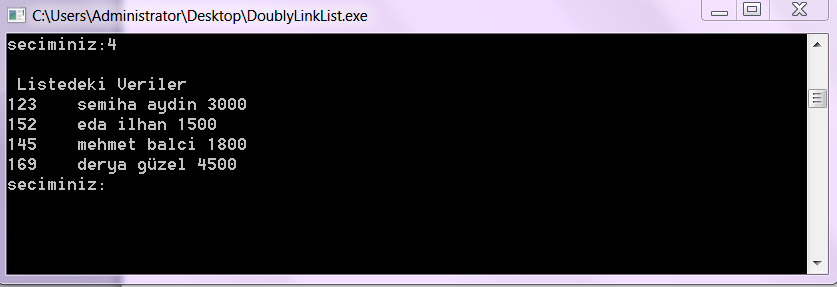 C:\Users\Administrator\Desktop\DoublyLinkList.exe
seciminiz:4
Listedeki Veriler
123    semiha aydin 3000
152    eda ilhan 1500
145    mehmet balci 1800
169    derya güzel 4500
seciminiz: